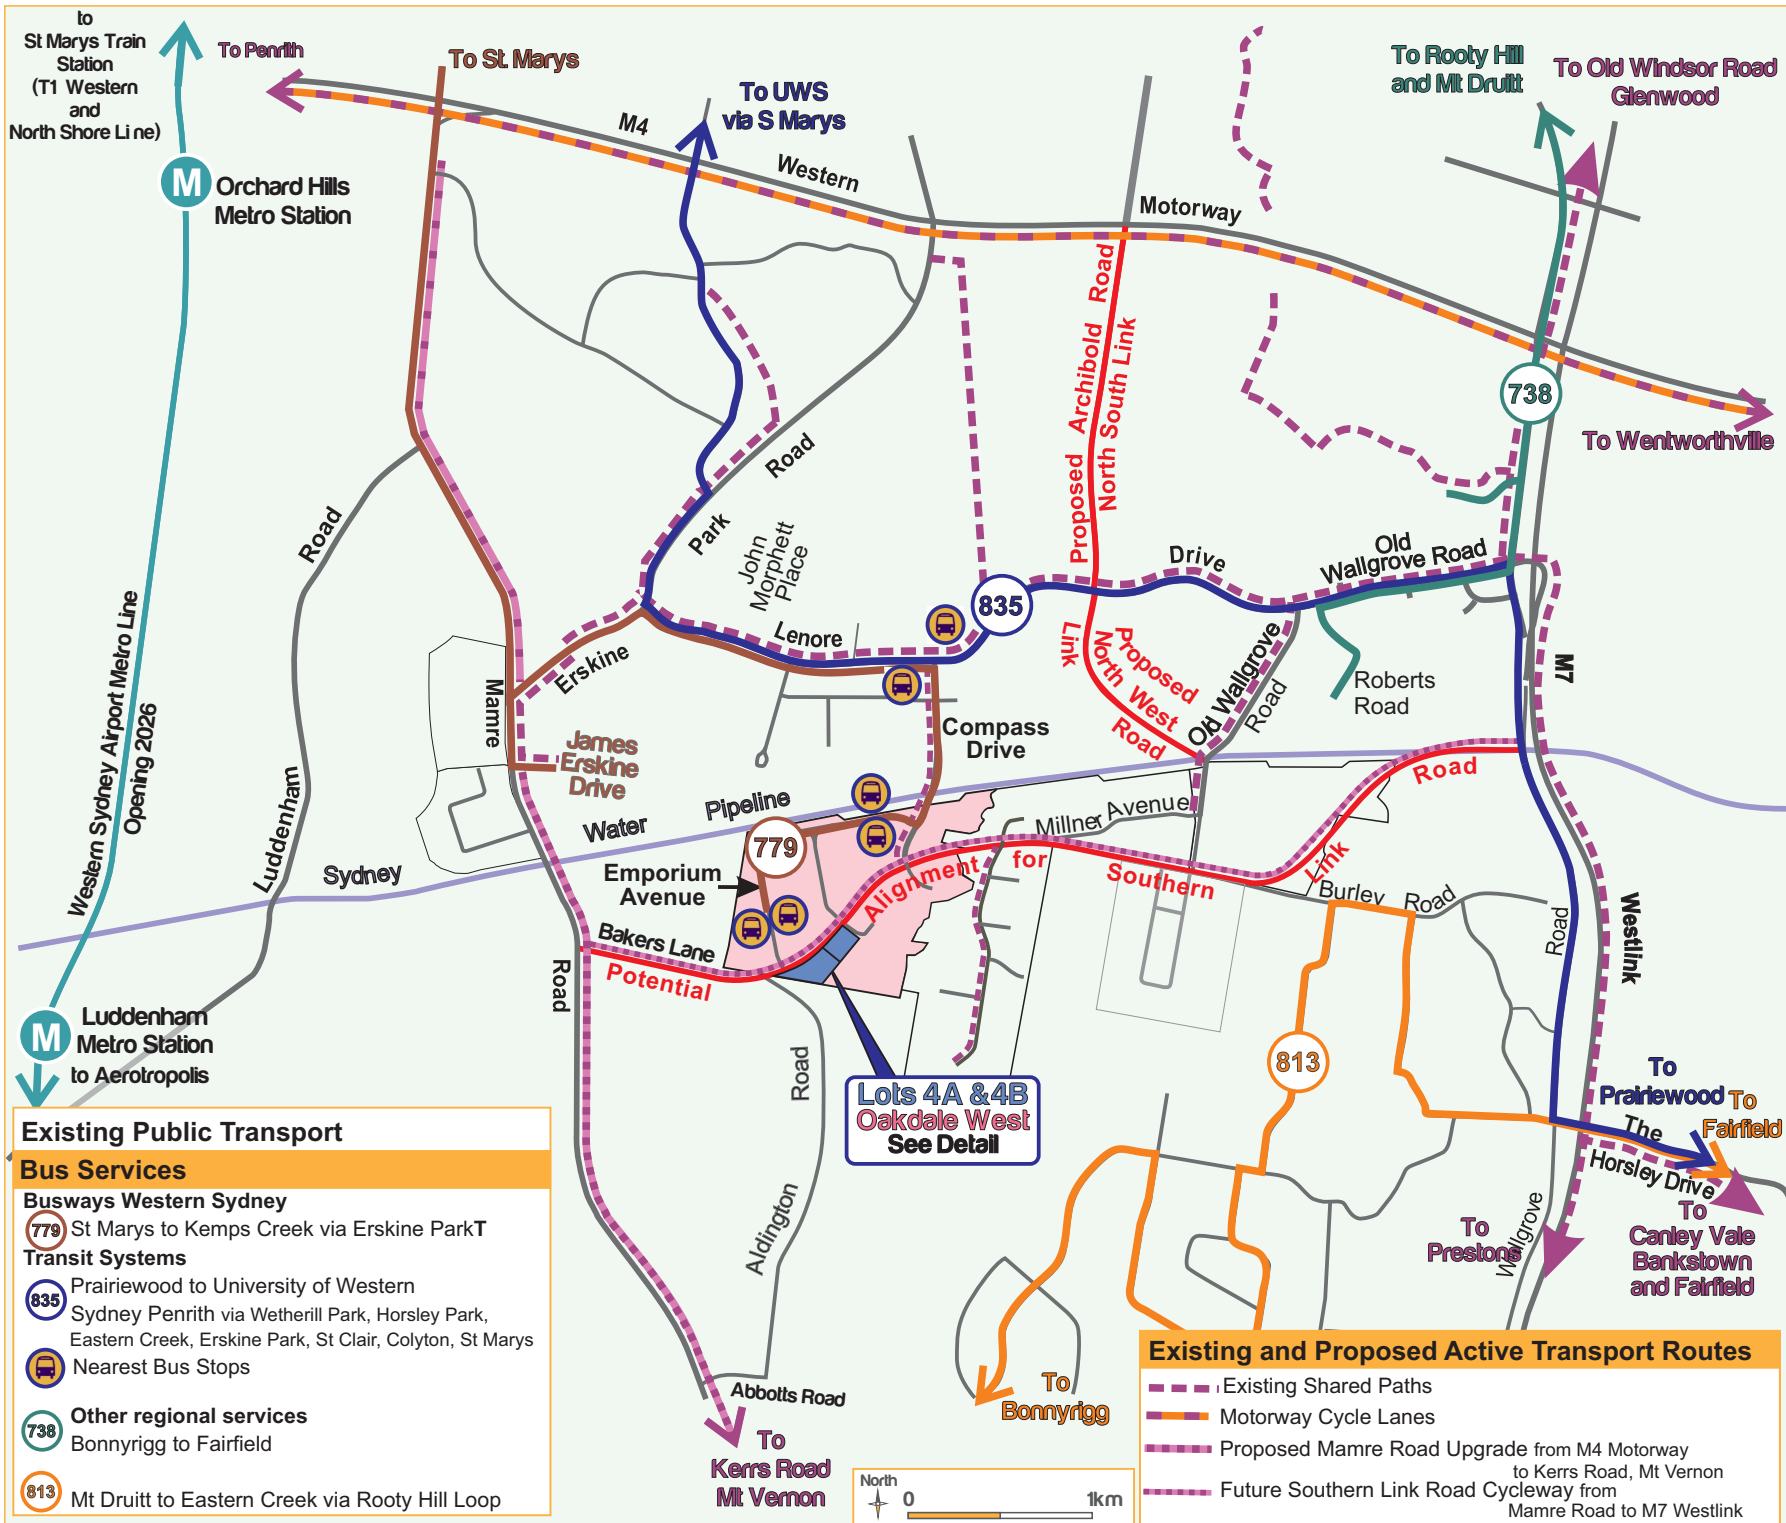 to
St Marys Train
Station
(T1 Western
and
North Shore Line)
To Penrith
To St. Marys
To UWS
via S Marys
To Rooty Hill
and Mt Druitt
To Old Windsor Road
Glenwood
M4
Western
Motorway
M
Orchard Hills
Metro Station
738
To Wentworthville
Proposed Archibold Road
North South Link
Road
Park
John
Morphett
Place
Road
Drive
Old
Wallgrove Road
835
Lenore
Erskine
Mamre
James
Erskine
Drive
Compass
Drive
Link
Proposed
North West
Road
Old Wallgrove
Road
Roberts
Road
M7
Western Sydney Airport Metro Line
Opening 2026
Luddenham
Sydney
Water
Pipeline
779
Emporium
Avenue
Millner Avenue
Road
Potential
Alignment
for
Southern
Link
Burley Road
Bakers Lane
Road
Road
Westlink
M
Luddenham
Metro Station
to Aerotropolis
Lots 4A &4B
Oakdale West
See Detail
Road
Aldington
813
To
Prairiewood
To
Fairfield
The
Horsley Drive
Wallgrove
To
Prestons
To
Canley Vale
Bankstown
and Fairfield
To
Bonnyrigg
Abbotts Road
To
Kerrs Road
Mt Vernon
Existing Public Transport
Bus Services
Busways Western Sydney
779 St Marys to Kemps Creek via Erskine ParkT
Transit Systems
835 Prairiewood to University of Western
Sydney Penrith via Wetherill Park, Horsley Park,
Eastern Creek, Erskine Park, St Clair, Colyton, St Marys
Nearest Bus Stops
Other regional services
738 Bonnyrigg to Fairfield
813 Mt Druitt to Eastern Creek via Rooty Hill Loop
North
0 1km
Existing and Proposed Active Transport Routes
Existing Shared Paths
Motorway Cycle Lanes
Proposed Mamre Road Upgrade from M4 Motorway
to Kerrs Road, Mt Vernon
Future Southern Link Road Cycleway from
Mamre Road to M7 Westlink